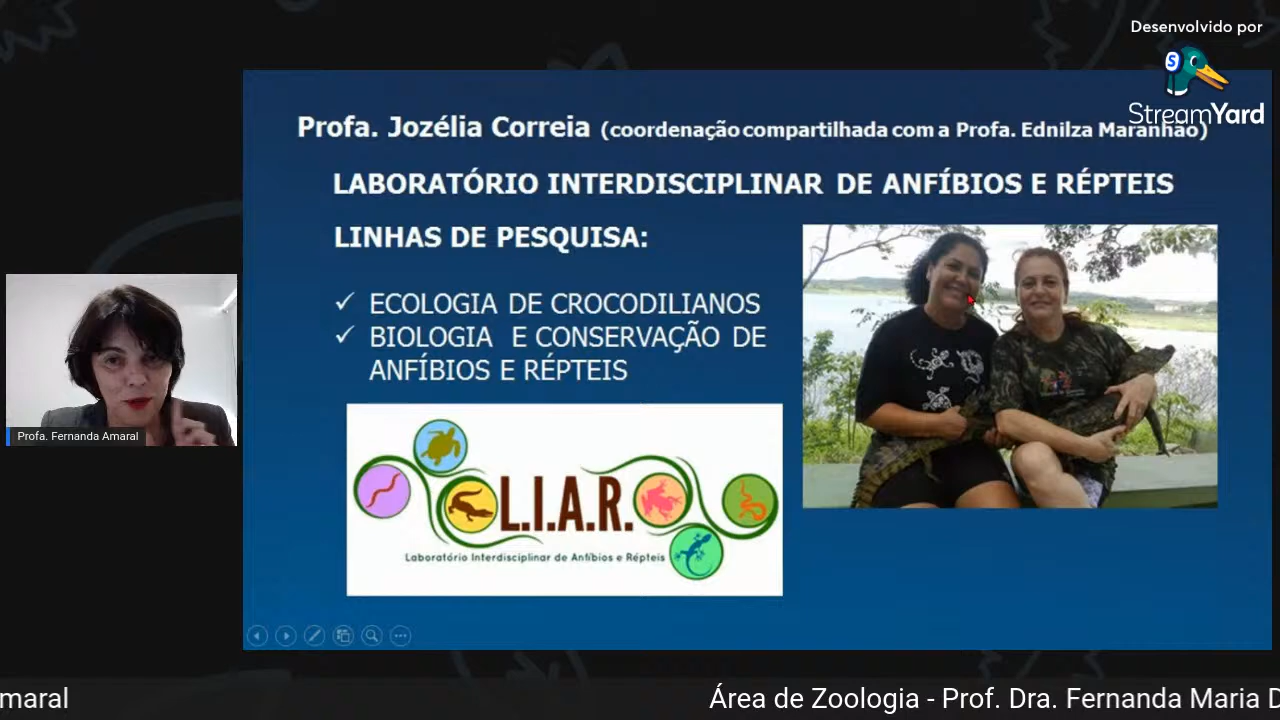 Desenvolvido por
StreamYard
Profa. Jozélia Correia (coordenação compartilhada com a Profa. Ednilza Maranhão)
LABORATÓRIO INTERDISCIPLINAR DE ANFÍBIOS E RÉPTEIS
LINHAS DE PESQUISA:
✓ ECOLOGIA DE CROCODILIANOS
✓ BIOLOGIA E CONSERVAÇÃO DE
ANFÍBIOS E RÉPTEIS
L.I.A.R.
Laboratório Interdisciplinar de Anfíbios e Répteis
Profa. Fernanda Amaral
maral
Área de Zoologia - Prof. Dra. Fernanda Maria D